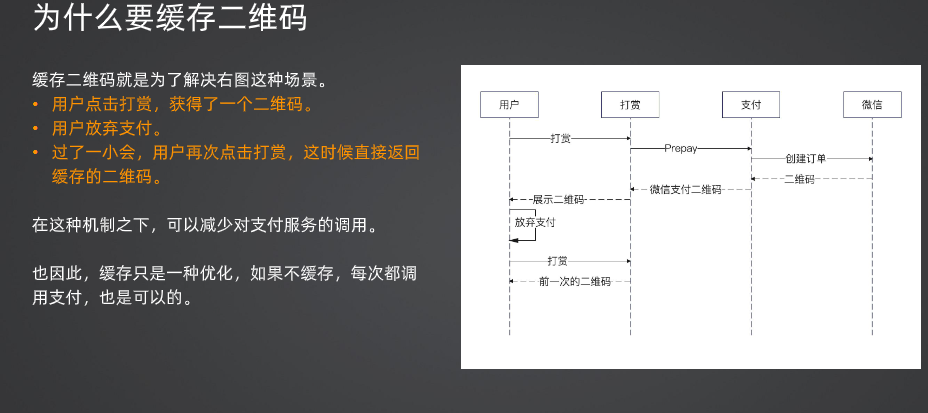 为什么要缓存二维码
缓存二维码就是为了解决右图这种场景。
• 用户点击打赏，获得了一个二维码。
• 用户放弃支付。
• 过了一小会，用户再次点击打赏，这时候直接返回
缓存的二维码。
在这种机制之下，可以减少对支付服务的调用。
也因此，缓存只是一种优化，如果不缓存，每次都调
用支付，也是可以的。
用户 打赏 支付 微信
打赏
Prepay
创建订单
二维码
微信支付二维码
展示二维码
放弃支付
打赏
前一次的二维码